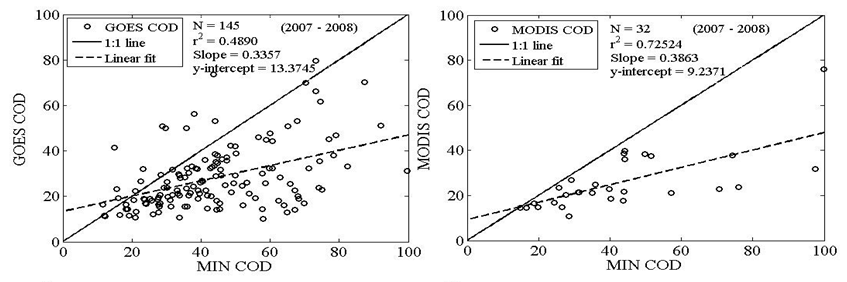 GOES COD
1:1 line
Linear fit
N = 145 (2007 - 2008)
r2 = 0.4890
Slope = 0.3357
y-intercept = 13.3745
100
80
60
40
20
0
GOES COD
0 20 40 60 80 100
MIN COD
MODIS COD
1:1 line
Linear fit
N = 32 (2007 - 2008)
r2 = 0.72524
Slope = 0.3863
y-intercept = 9.2371
100
80
60
40
20
0
MODIS COD
0 20 40 60 80 100
MIN COD